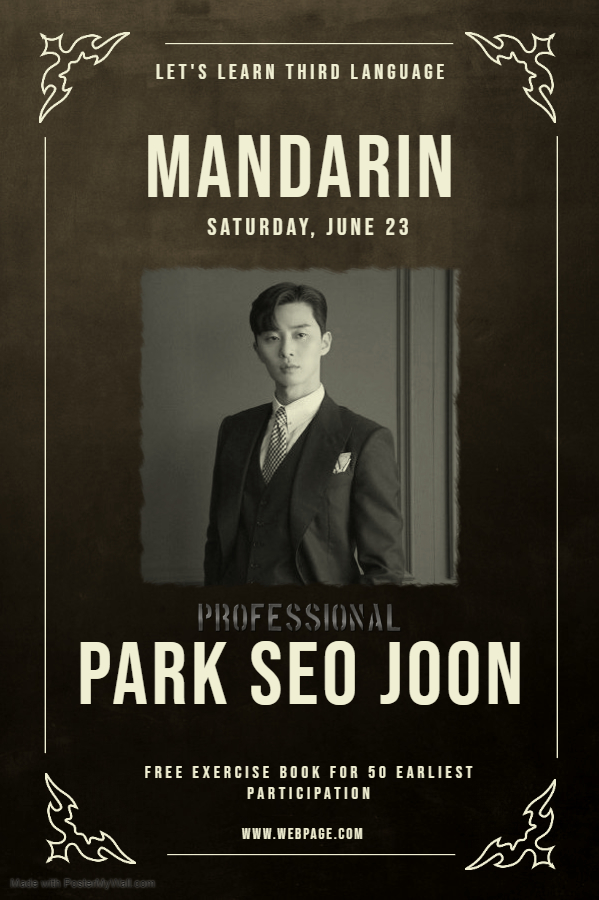 LET'S LEARN THIRD LANGUAGE
MANDARIN
SATURDAY, JUNE 23
PROFESSIONAL
PARK SEO JOON
FREE EXERCISE BOOK FOR 50 EARLIEST
PARTICIPATION
WWW.WEBPAGE.COM
Made with PosterMyWall.com